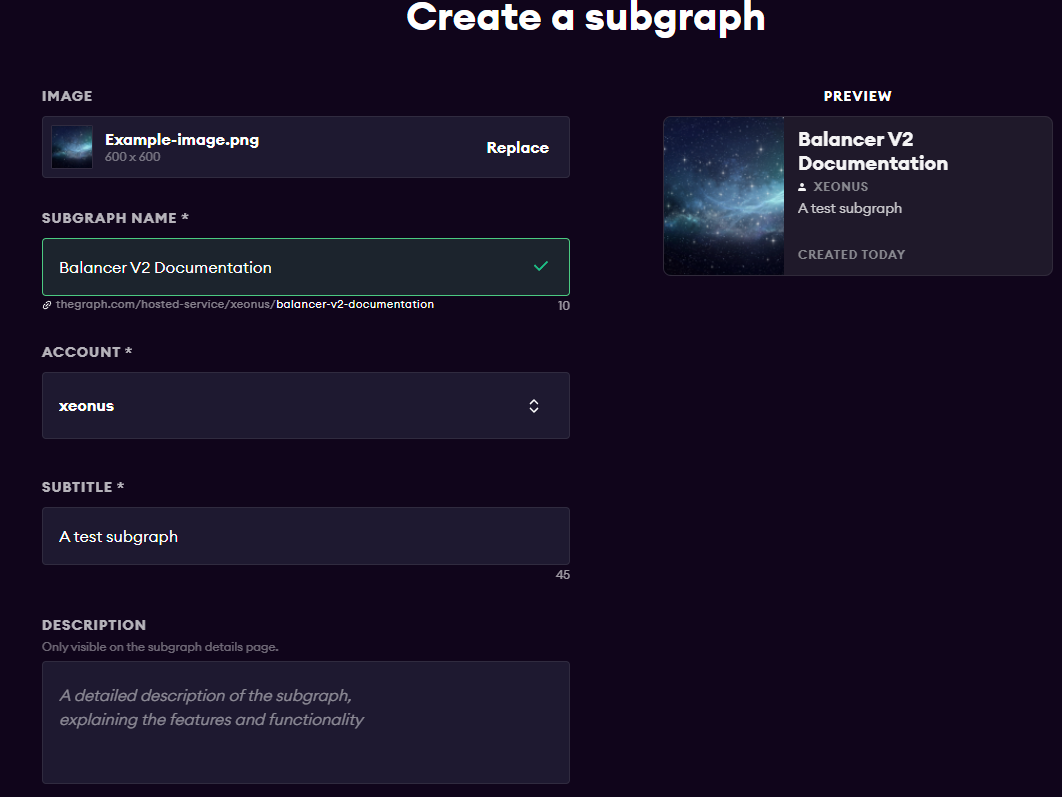 Create a subgraph
IMAGE
Example-image.png
600 x 600
Replace
SUBGRAPH NAME *
Balancer V2 Documentation
thegraph.com/hosted-service/xeonus/balancer-v2-documentation
10
ACCOUNT *
xeonus
SUBTITLE *
A test subgraph
45
DESCRIPTION
Only visible on the subgraph details page.
A detailed description of the subgraph,
explaining the features and functionality
PREVIEW
Balancer V2
Documentation
XEONUS
A test subgraph
CREATED TODAY